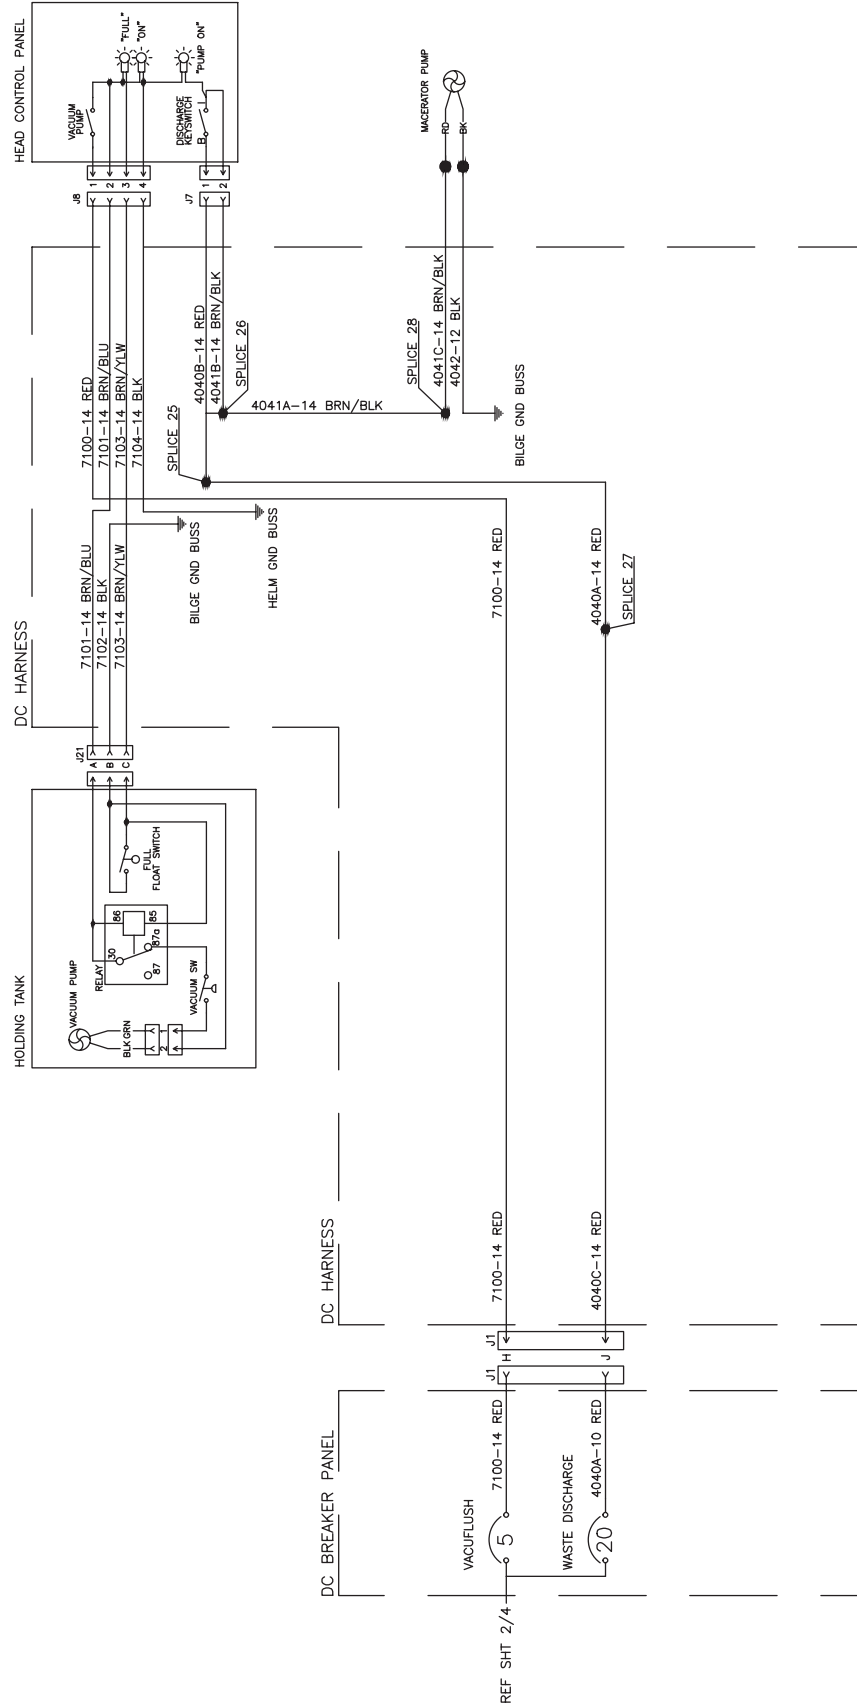 HEAD CONTROL PANEL
VACUUM
PUMP
"FULL"
"ON"
"PUMP ON"
DISCHARGE
KEYSWITCH
B
I
J8
1
2
3
4
J7
1
2
MACERATOR PUMP
RD
BK
7100-14 RED
7101-14 BRN/BLU
7103-14 BRN/YLW
7104-14 BLK
4040B-14 RED
4041B-14 BRN/BLK
SPLICE 26
SPLICE 25
4041A-14 BRN/BLK
SPLICE 28
4041C-14 BRN/BLK
4042-12 BLK
BILGE GND BUSS
DC HARNESS
7101-14 BRN/BLU
7102-14 BLK
7103-14 BRN/YLW
BILGE GND BUSS
HELM GND BUSS
7100-14 RED
4040A-14 RED
SPLICE 27
J21
A
B
C
HOLDING TANK
VACUUM PUMP
BLK
GRN
2
1
RELAY
30
86
85
87
87a
VACUUM SW
FULL
FLOAT SWITCH
DC HARNESS
7100-14 RED
4040C-14 RED
J1
J1
H
J
DC BREAKER PANEL
7100-14 RED
4040A-10 RED
VACUFLUSH
5
WASTE DISCHARGE
20
REF SHT 2/4